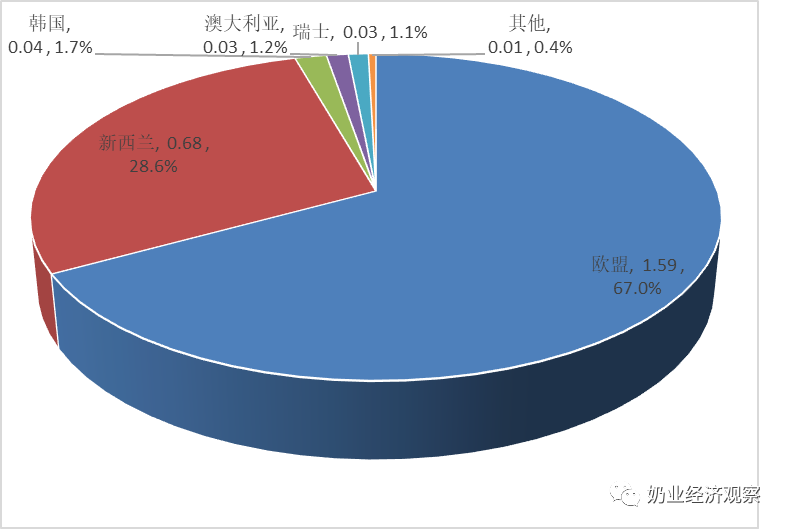 韩国,
0.04 , 1.7%
澳大利亚,
0.03 , 1.2%
瑞士, 0.03 , 1.1%
其他,
0.01 , 0.4%
新西兰, 0.68 ,
28.6%
欧盟, 1.59 ,
67.0%
奶业经济观察